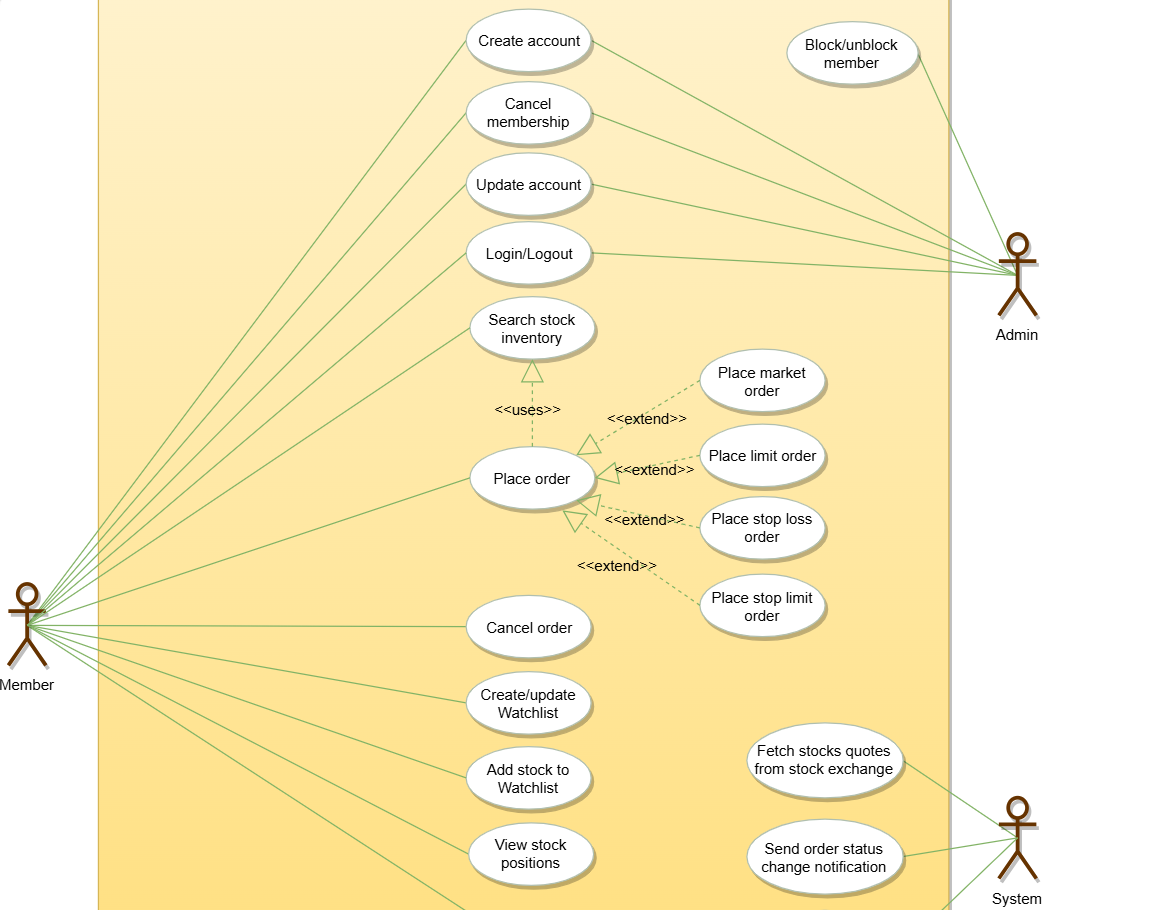 Create account
Block/unblock
member
Cancel
membership
Update account
Login/Logout
Search stock
inventory
Admin
Place market
order
<<uses>>
<<extend>>
Place limit order
<<extend>>
Place order
Place stop loss
order
<<extend>>
<<extend>>
Place stop limit
order
Cancel order
Member
Create/update
Watchlist
Fetch stocks quotes
from stock exchange
Add stock to
Watchlist
View stock
positions
Send order status
change notification
System